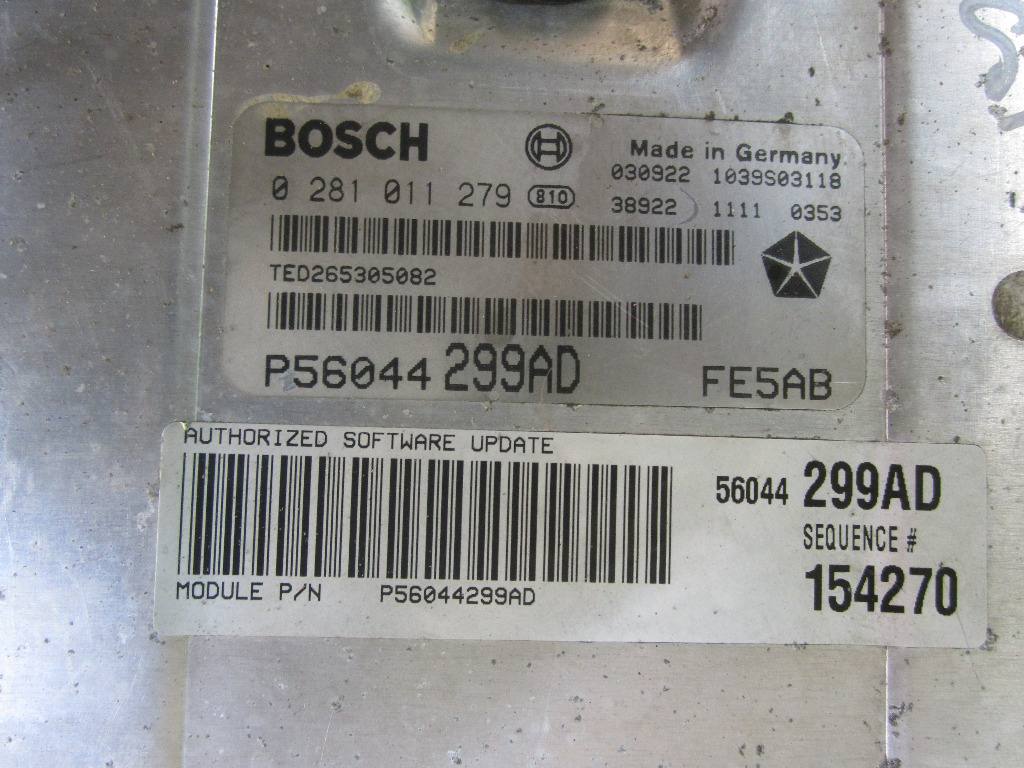 BOSCH
Made in Germany
030922 1039S03118
0 281 011 279 810
38922 1111 0353
TED265305082
P56044 299AD FE5AB
AUTHORIZED SOFTWARE UPDATE
56044 299AD
SEQUENCE #
154270
MODULE P/N P56044299AD